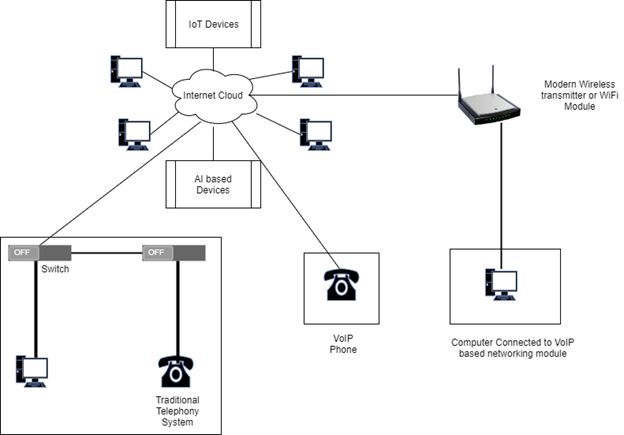 IoT Devices
Internet Cloud
Modern Wireless
transmitter or WiFi
Module
AI based
Devices
OFF
OFF
Switch
VoIP
Phone
Computer Connected to VoIP
based networking module
Traditional
Telephony
System